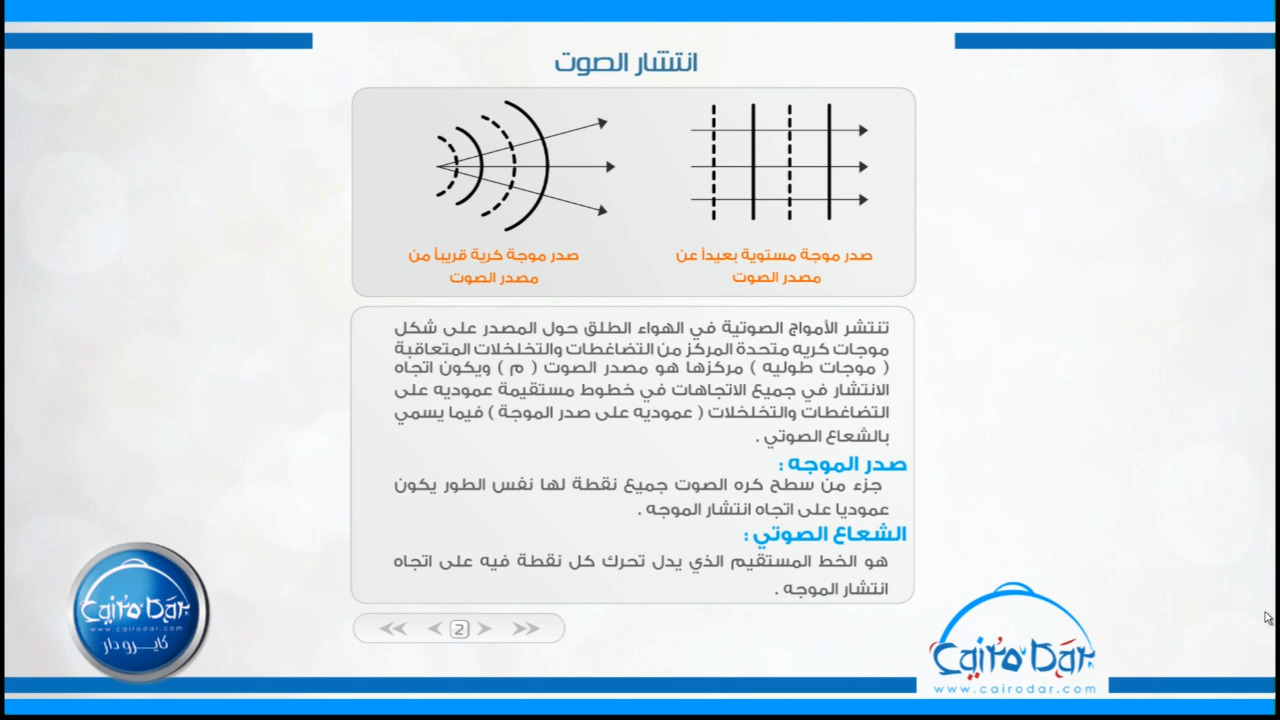 انتشار الصوت
صدر موجة مستوية بعيداً عن
مصدر الصوت
صدر موجة كرية قريباً من
مصدر الصوت
تنتشر الأمواج الصوتية في الهواء الطلق حول المصدر على شكل
موجات كريه متحدة المركز من التضاغطات والتخلخلات المتعاقبة
( موجات طوليه ) مركزها هو مصدر الصوت ( م ) ويكون اتجاه
الانتشار في جميع الاتجاهات في خطوط مستقيمة عموديه على
التضاغطات والتخلخلات ( عموديه على صدر الموجة ) فيما يسمي
بالشعاع الصوتي .
صدر الموجه :
جزء من سطح كره الصوت جميع نقطة لها نفس الطور يكون
عموديا على اتجاه انتشار الموجه .
الشعاع الصوتي :
هو الخط المستقيم الذي يدل تحرك كل نقطة فيه على اتجاه
انتشار الموجه .
2
Cairo Dar
www.cairodar.com
كايرو دار
Cairo Dar
www.cairodar.com